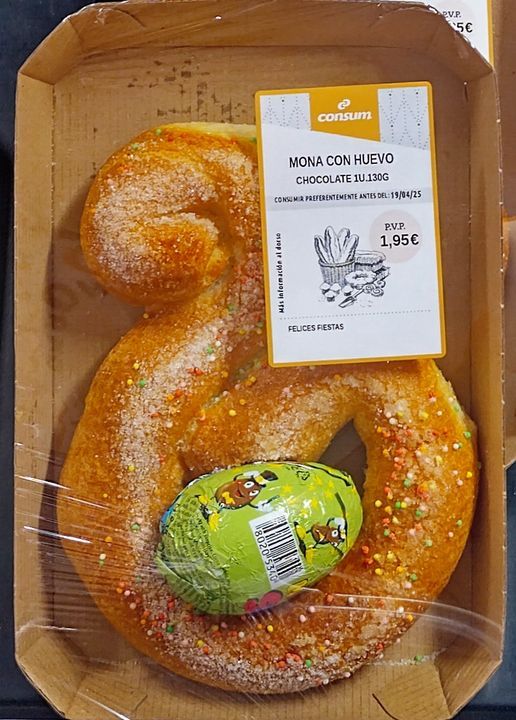 P.V.P.
5€
consum
MONA CON HUEVO
CHOCOLATE 1U.130G
CONSUMIR PREFERENTEMENTE ANTES DEL: 19/04/25
P.V.P.
1,95€
Más información al dorso
FELICES FIESTAS